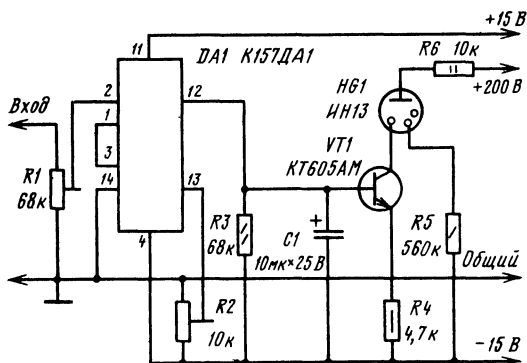 +15 В
11
DA1 К157ДА1
R6 10к
+200 В
HG1
ИН13
2
12
Вход
1
VT1
КТ605АМ
3
14
13
R1
68к
R3
68к
+
C1
10мк×25 В
R5
560к
4
Общий
R2
10к
R4
4,7к
−15 В